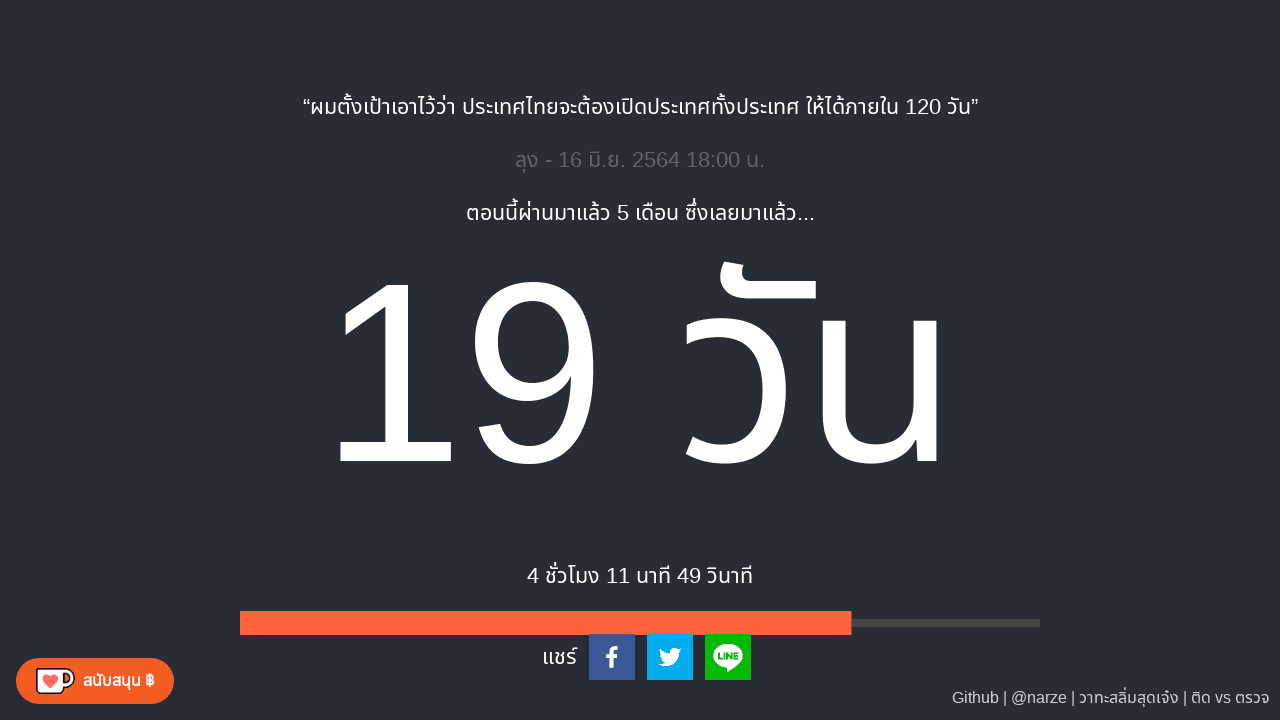 “ผมตั้งเป้าเอาไว้ว่า ประเทศไทยจะต้องเปิดประเทศทั้งประเทศ ให้ได้ภายใน 120 วัน”
ลุง - 16 มิ.ย. 2564 18:00 น.
ตอนนี้ผ่านมาแล้ว 5 เดือน ซึ่งเลยมาแล้ว...
19 วัน
4 ชั่วโมง 11 นาที 49 วินาที
แชร์
LINE
สนับสนุน ฿
Github | @narze | วาทะสลิ่มสุดเจ๋ง | ติด vs ตรวจ